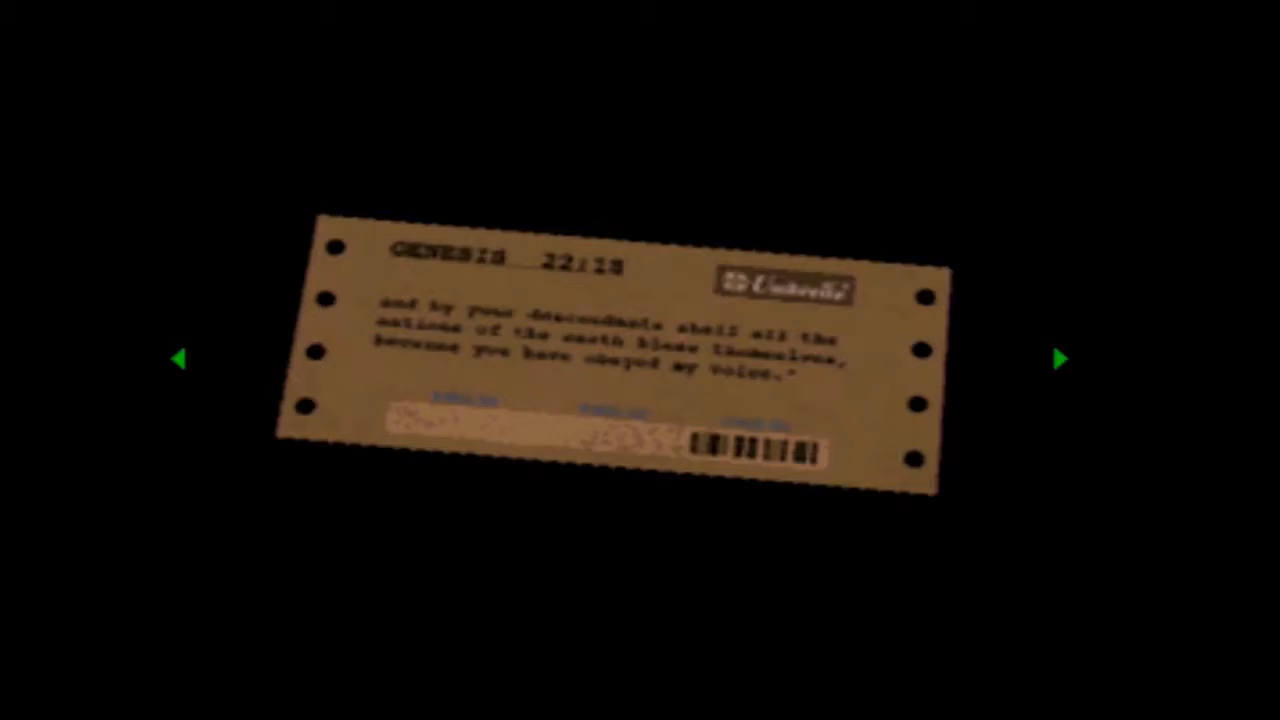 GENESIS 22:18
Umbrella
and by your descendants shall all the
nations of the earth bless themselves,
because you have obeyed my voice."